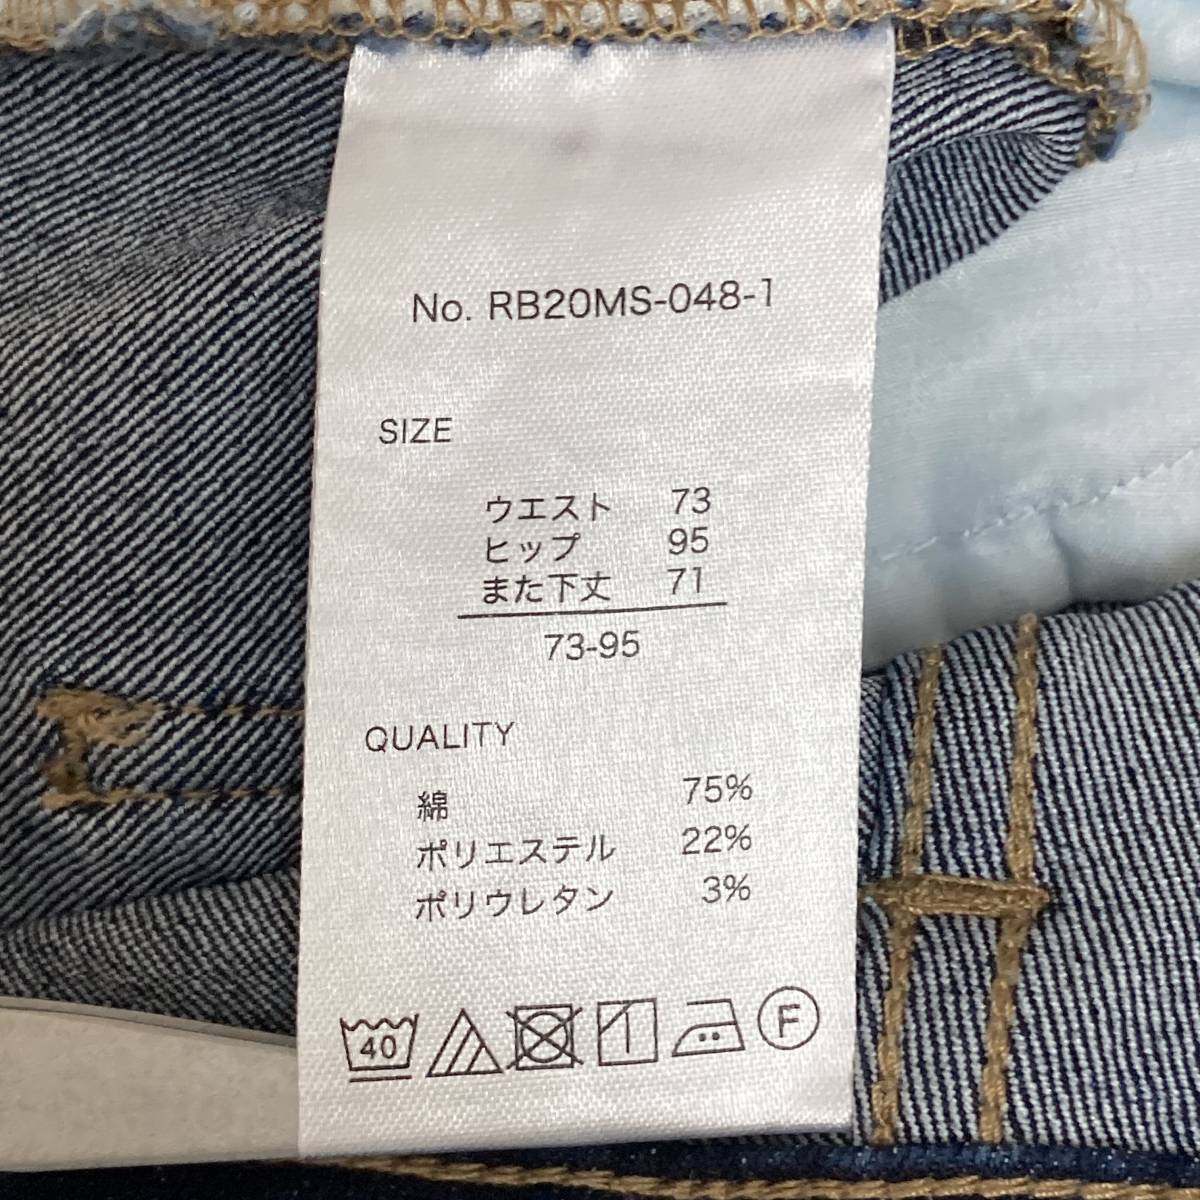 No. RB20MS-048-1
SIZE
ウエスト 73
ヒップ 95
また下丈 71
73-95
QUALITY
綿 75%
ポリエステル 22%
ポリウレタン 3%
40 F